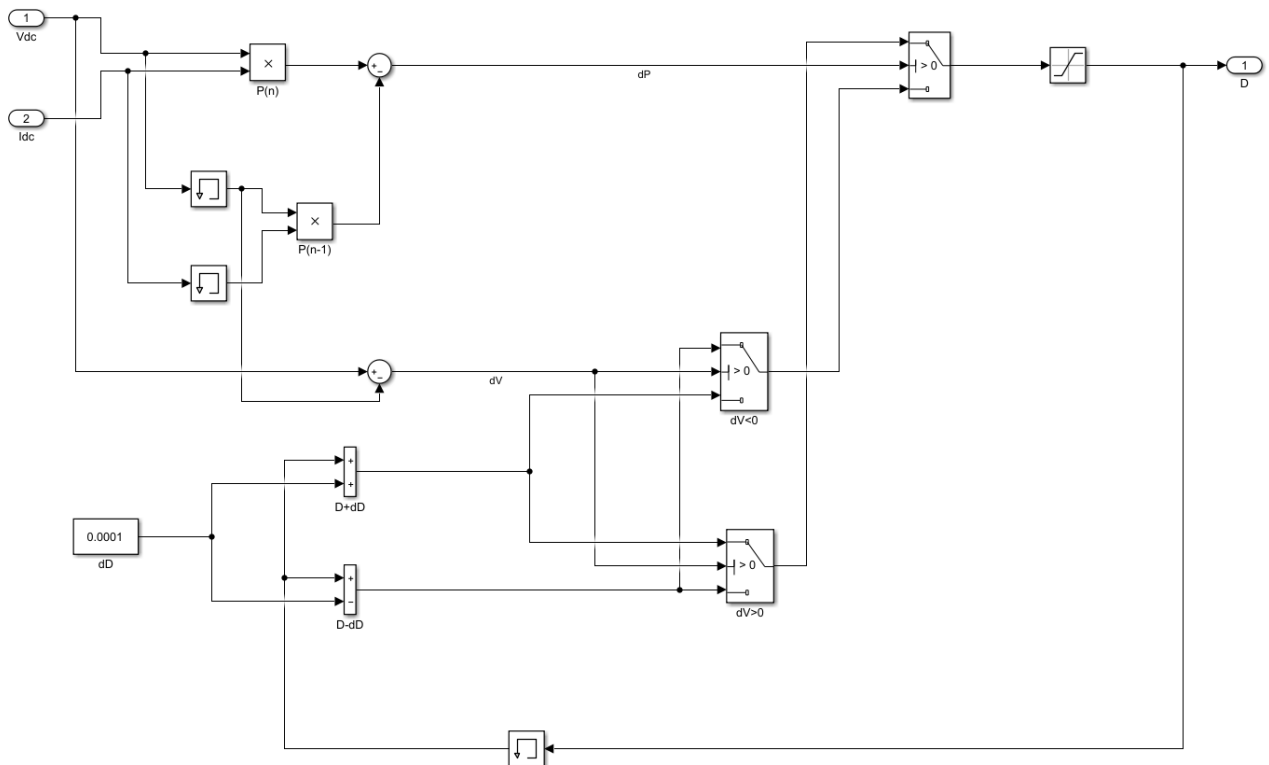 1
Vdc
2
Idc
×
P(n)
+
−
dP
> 0
1
D
×
P(n-1)
+
−
dV
> 0
dV<0
+
+
D+dD
0.0001
dD
+
−
D-dD
> 0
dV>0